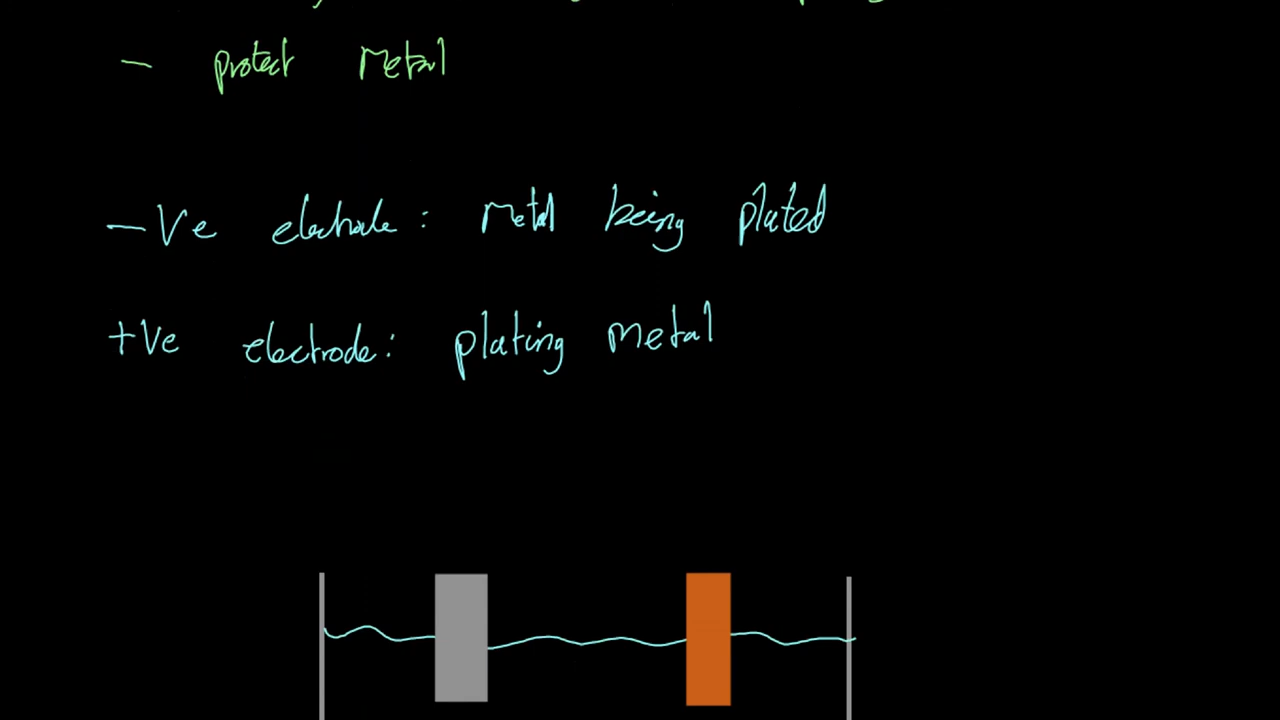 - protect Metal
-Ve electrode: Metal being plated
+Ve electrode: plating metal